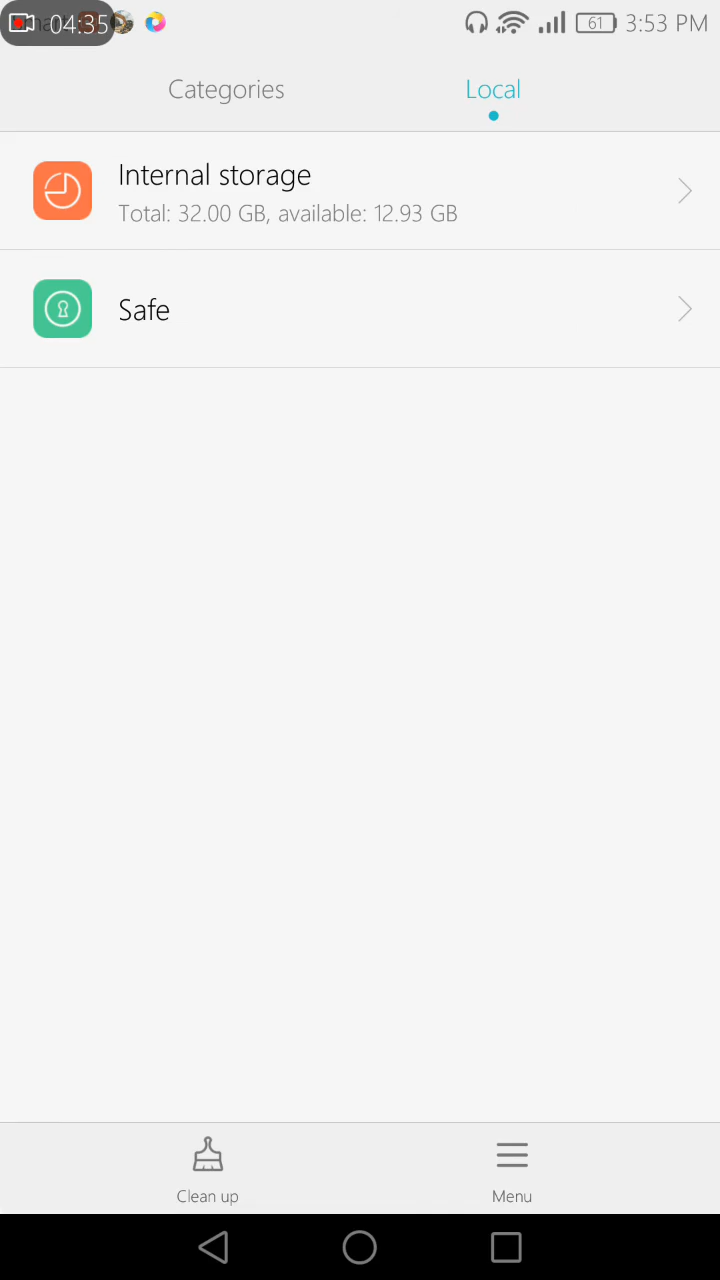 04:35
61 3:53 PM
Categories Local
Internal storage
Total: 32.00 GB, available: 12.93 GB
Safe
Clean up Menu